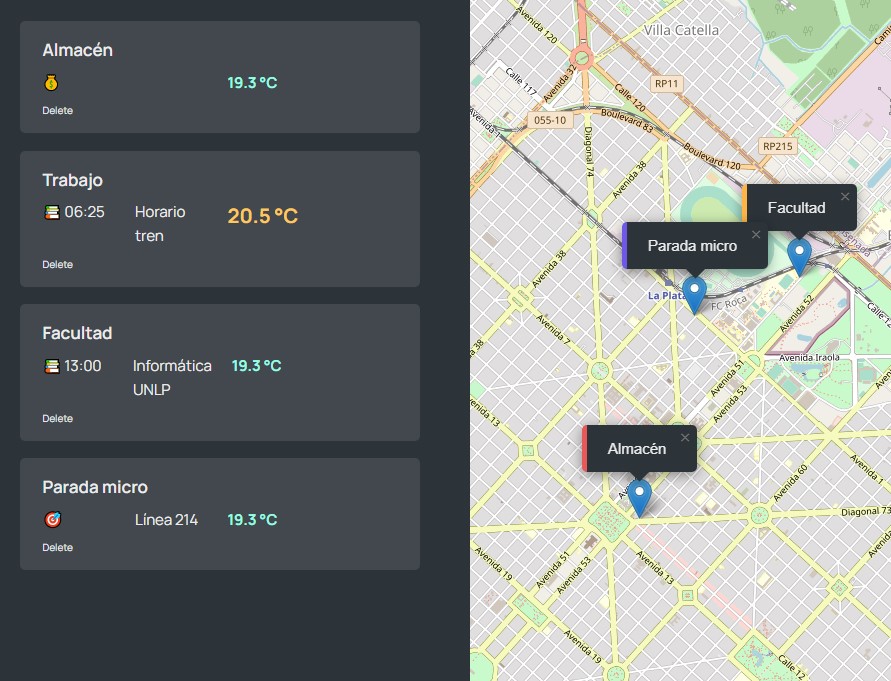 Almacén
19.3 °C
Delete
Trabajo
06:25
Horario
tren
20.5 °C
Delete
Facultad
13:00
Informática
UNLP
19.3 °C
Delete
Parada micro
Línea 214
19.3 °C
Delete
Villa Catella
Avenida 120
Avenida 32
Calle 117
Calle 120
RP11
055-10
Boulevard 83
Avenida 1
Diagonal 74
Avenida 38
Boulevard 120
RP215
Facultad
×
Parada micro
×
La Plata
FC Roca
Avenida 38
Avenida 52
Avenida 7
Avenida Iraola
Avenida 51
Avenida 53
Avenida 13
Almacén
×
Avenida 60
Avenida 1
Diagonal 73
Avenida 51
Avenida 53
Avenida 19
Avenida 13
Avenida 19
Calle 12